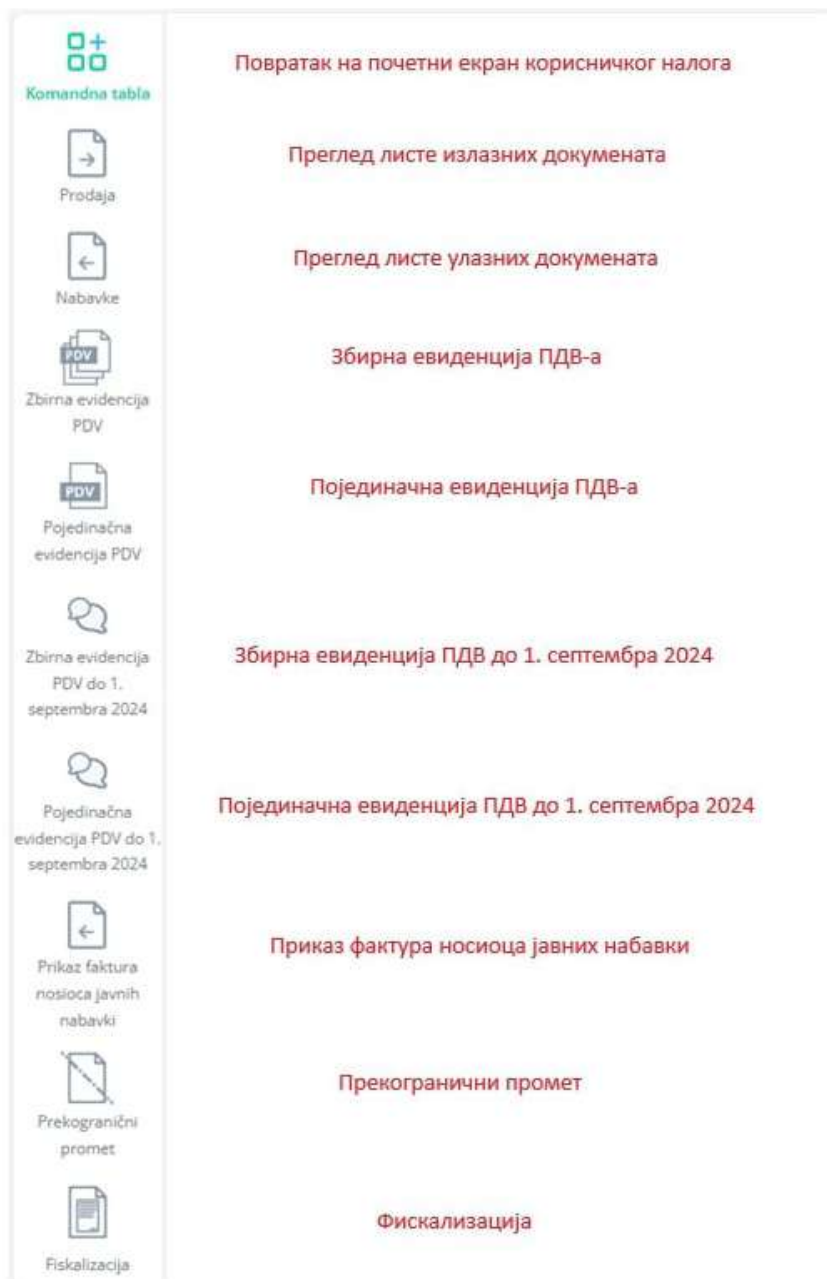 Komandna tabla
Повратак на почетни екран корисничког налога
Prodaja
Преглед листе излазних докумената
Nabavke
Преглед листе улазних докумената
PDV
Zbirna evidencija
PDV
Збирна евиденција ПДВ-а
PDV
Pojedinačna
evidencija PDV
Појединачна евиденција ПДВ-а
Zbirna evidencija
PDV do 1.
septembra 2024
Збирна евиденција ПДВ до 1. септембра 2024
Pojedinačna
evidencija PDV do 1.
septembra 2024
Појединачна евиденција ПДВ до 1. септембра 2024
Prikaz faktura
nosioca javnih
nabavki
Приказ фактура носиоца јавних набавки
Prekogranični
promet
Прекогранични промет
Fiskalizacija
Фискализација